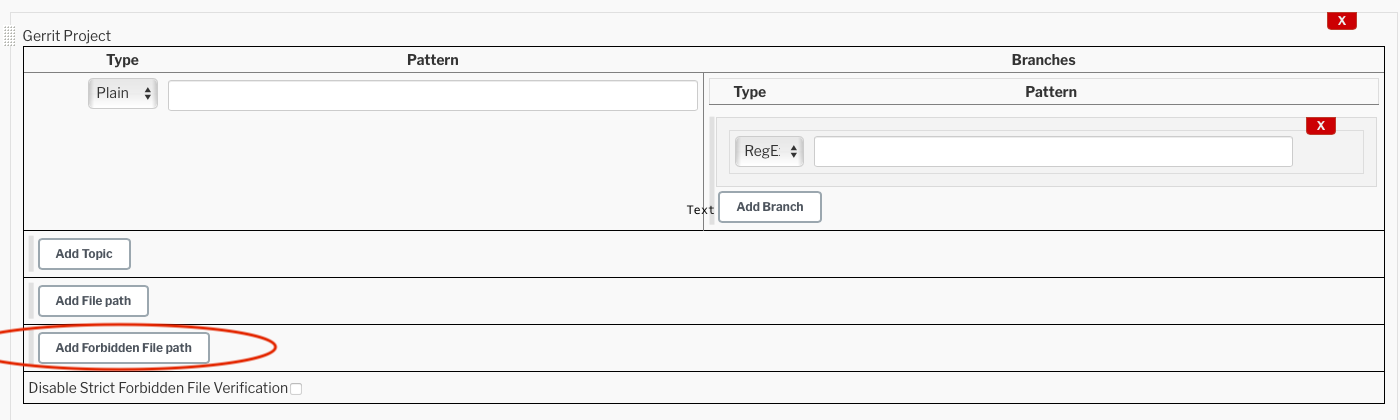 X
Gerrit Project
Type Pattern Branches
Plain
Type Pattern
X
RegE
Text Add Branch
Add Topic
Add File path
Add Forbidden File path
Disable Strict Forbidden File Verification